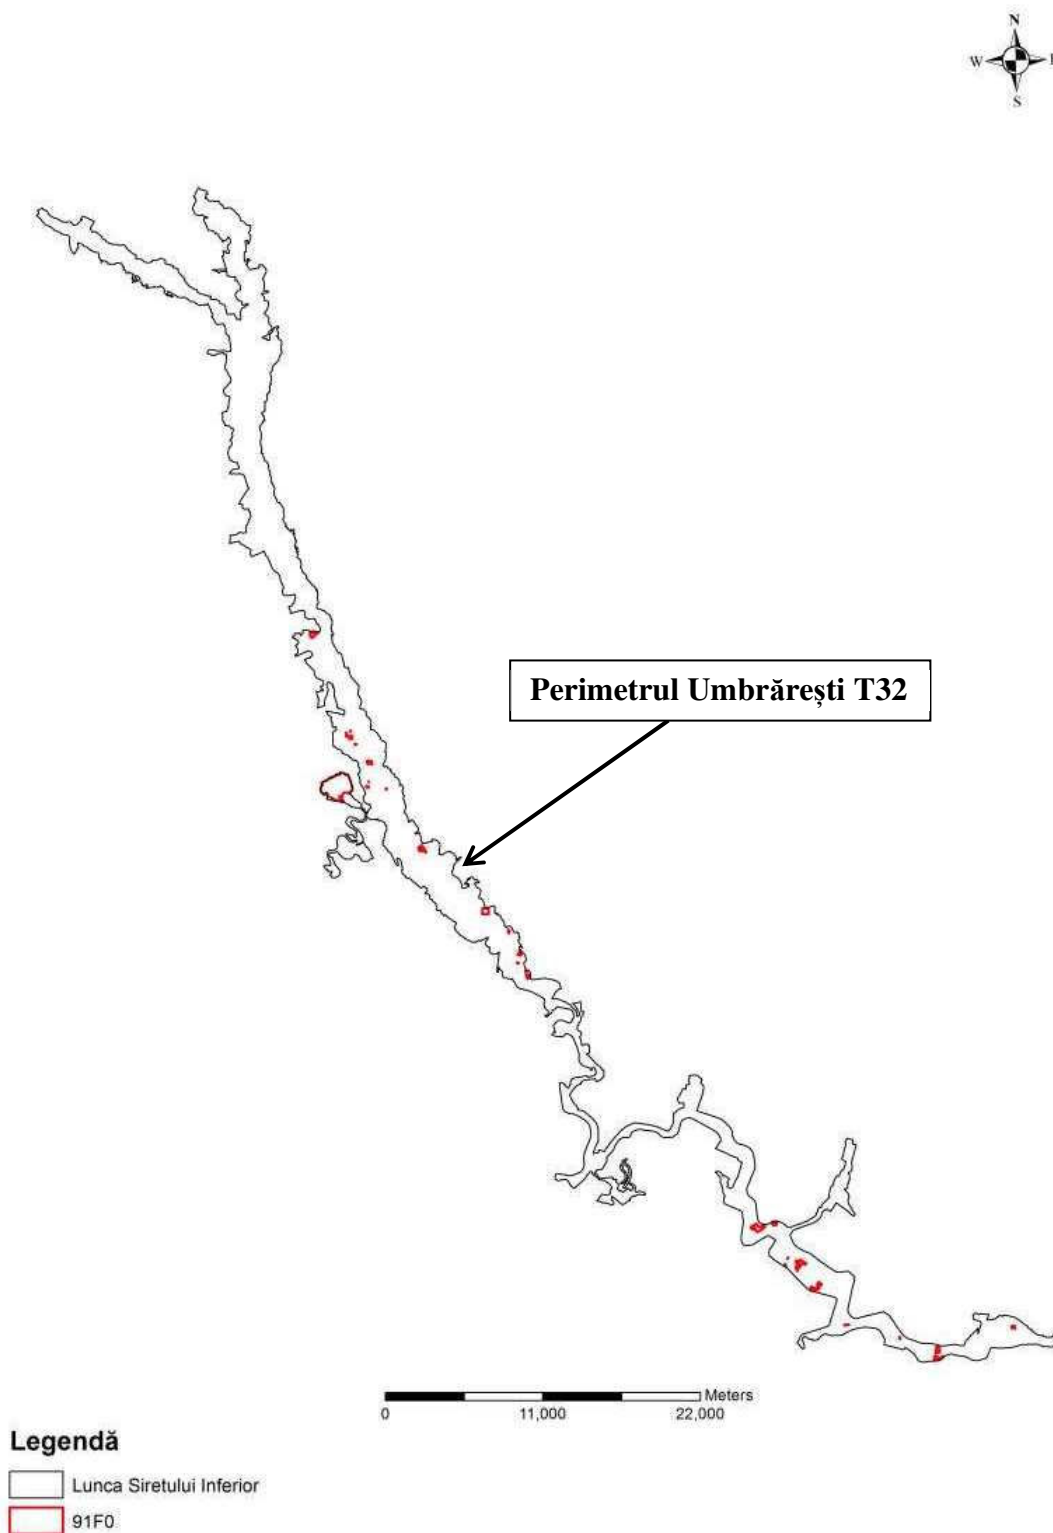 N
W
S
Perimetrul Umbrărești T32
Meters
0 11,000 22,000
Legendă
Lunca Siretului Inferior
91F0